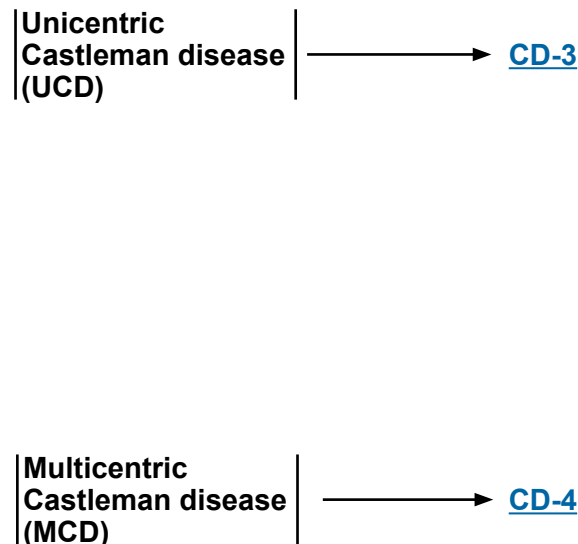 Unicentric
Castleman disease
(UCD)
CD-3
Multicentric
Castleman disease
(MCD)
CD-4